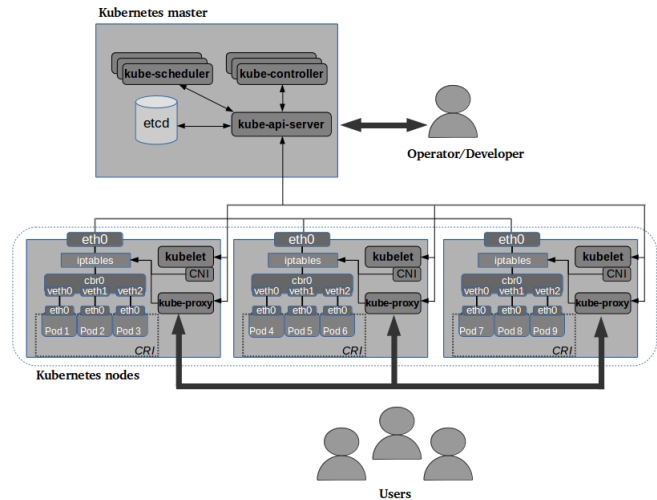 Kubernetes master
kube-scheduler
kube-controller
etcd
kube-api-server
Operator/Developer
eth0
iptables
kubelet
CNI
cbr0
veth0 veth1 veth2
kube-proxy
eth0 eth0 eth0
Pod 1 Pod 2 Pod 3
CRI
eth0
iptables
kubelet
CNI
cbr0
veth0 veth1 veth2
kube-proxy
eth0 eth0 eth0
Pod 4 Pod 5 Pod 6
CRI
eth0
iptables
kubelet
CNI
cbr0
veth0 veth1 veth2
kube-proxy
eth0 eth0 eth0
Pod 7 Pod 8 Pod 9
CRI
Kubernetes nodes
Users